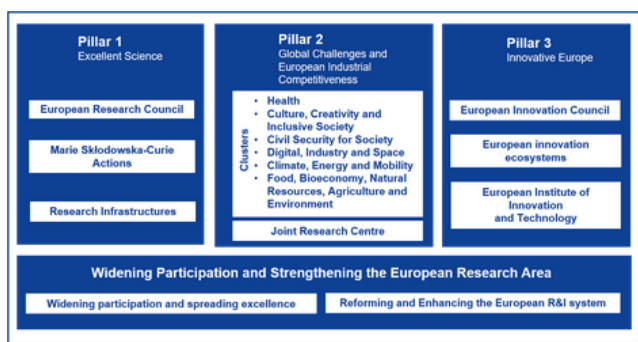 Pillar 1
Excellent Science
European Research Council
Marie Skłodowska-Curie
Actions
Research Infrastructures
Pillar 2
Global Challenges and
European Industrial
Competitiveness
Clusters
• Health
• Culture, Creativity and
Inclusive Society
• Civil Security for Society
• Digital, Industry and Space
• Climate, Energy and Mobility
• Food, Bioeconomy, Natural
Resources, Agriculture and
Environment
Joint Research Centre
Pillar 3
Innovative Europe
European Innovation Council
European innovation
ecosystems
European Institute of
Innovation
and Technology
Widening Participation and Strengthening the European Research Area
Widening participation and spreading excellence
Reforming and Enhancing the European R&I system